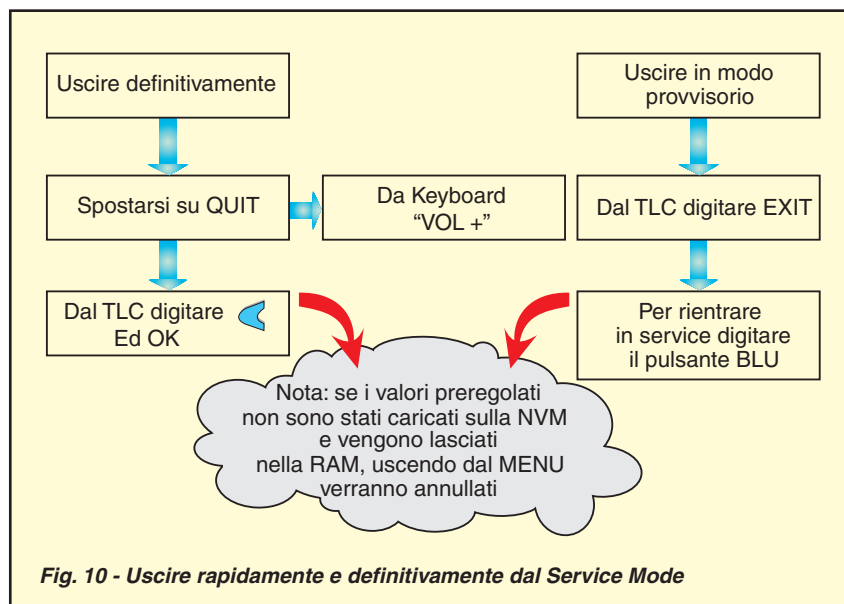 Uscire definitivamente
Uscire in modo
provvisorio
Spostarsi su QUIT
Da Keyboard
“VOL +”
Dal TLC digitare EXIT
Dal TLC digitare
Ed OK
Per rientrare
in service digitare
il pulsante BLU
Nota: se i valori preregolati
non sono stati caricati sulla NVM
e vengono lasciati
nella RAM, uscendo dal MENU
verranno annullati
Fig. 10 - Uscire rapidamente e definitivamente dal Service Mode